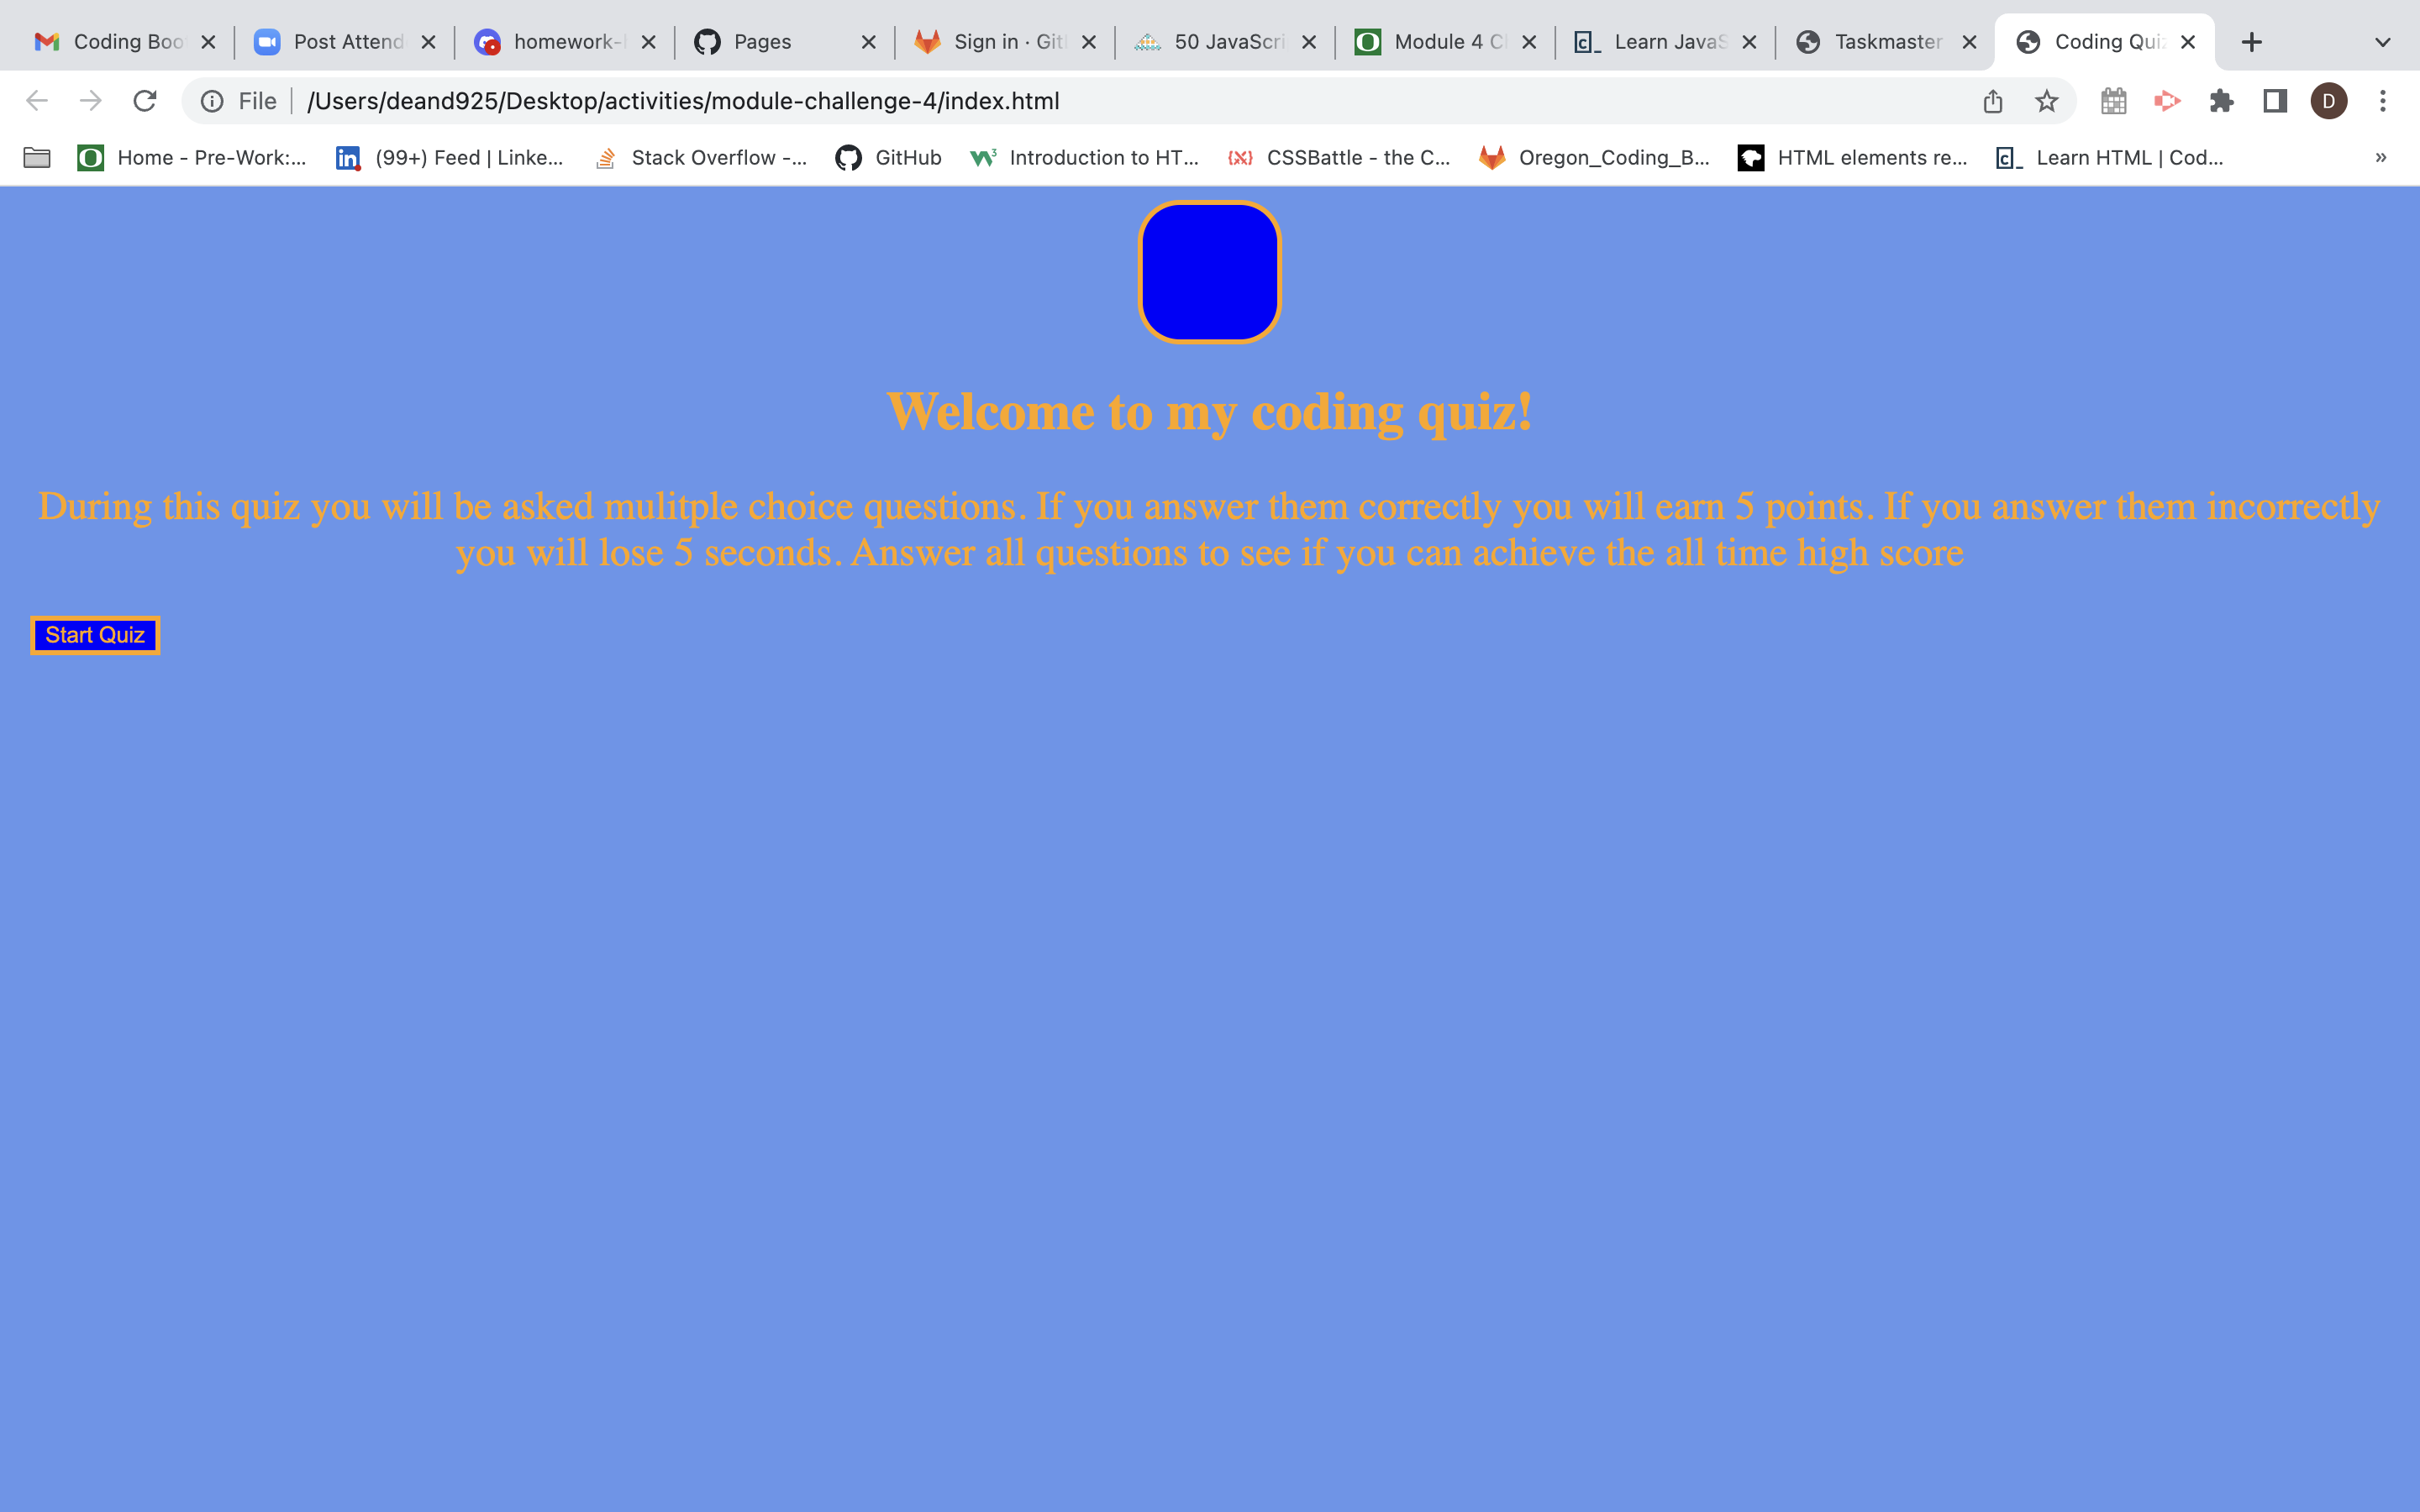 Coding Boo
Post Attend
homework-
Pages
Sign in · Git
50 JavaScri
Module 4 C
Learn JavaS
Taskmaster
Coding Qui
File
/Users/deand925/Desktop/activities/module-challenge-4/index.html
D
Home - Pre-Work:...
(99+) Feed | Linke...
Stack Overflow -...
GitHub
Introduction to HT...
CSSBattle - the C...
Oregon_Coding_B...
HTML elements re...
Learn HTML | Cod...
»
Welcome to my coding quiz!
During this quiz you will be asked mulitple choice questions. If you answer them correctly you will earn 5 points. If you answer them incorrectly
you will lose 5 seconds. Answer all questions to see if you can achieve the all time high score
Start Quiz